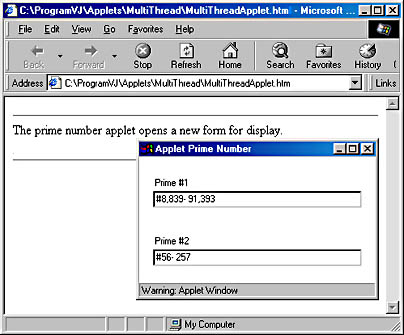 C:\ProgramVJ\Applets\MultiThread\MultiThreadApplet.html - Microsoft ...
File Edit View Go Favorites Help
Back Forward Stop Refresh Home Search Favorites History
Address C:\ProgramVJ\Applets\MultiThread\MultiThreadApplet.htm Links
The prime number applet opens a new form for display.
Applet Prime Number
Prime #1
#8,839- 91,393
Prime #2
#56- 257
Warning: Applet Window
My Computer